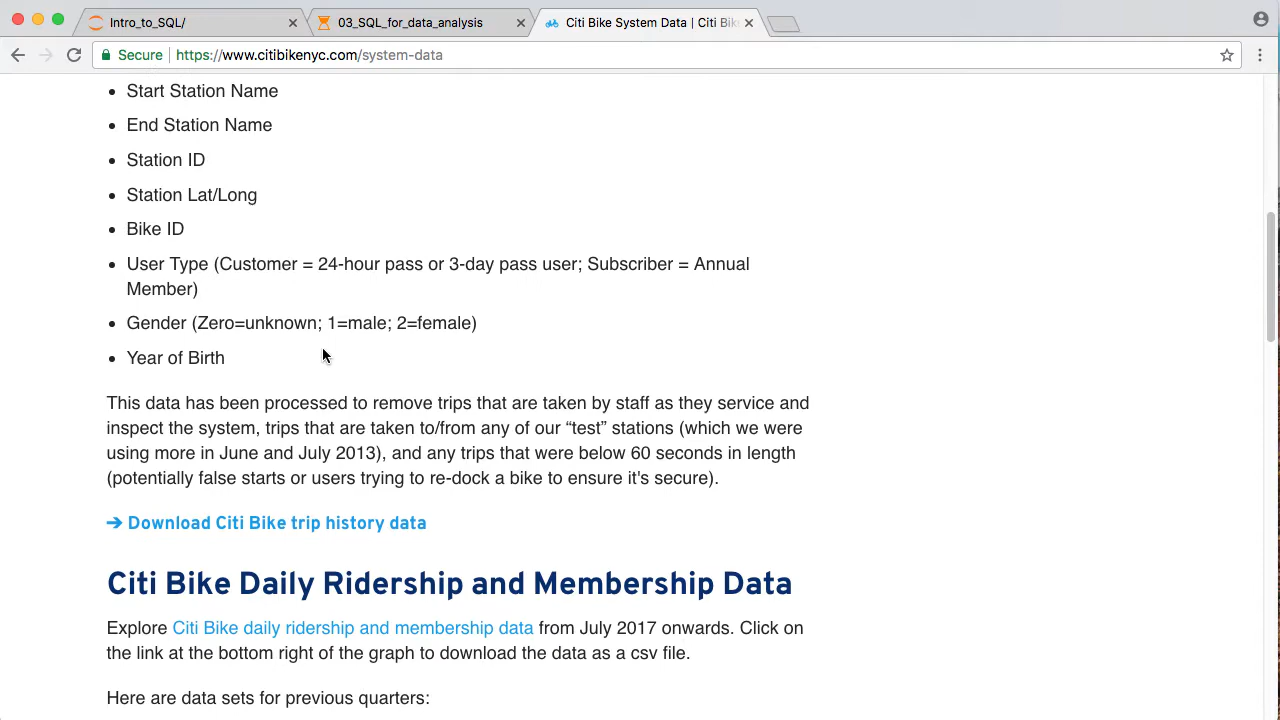 Intro_to_SQL/
03_SQL_for_data_analysis
Citi Bike System Data | Citi Bik
Secure
https://www.citibikenyc.com/system-data
Start Station Name
End Station Name
Station ID
Station Lat/Long
Bike ID
User Type (Customer = 24-hour pass or 3-day pass user; Subscriber = Annual
Member)
Gender (Zero=unknown; 1=male; 2=female)
Year of Birth
This data has been processed to remove trips that are taken by staff as they service and
inspect the system, trips that are taken to/from any of our “test” stations (which we were
using more in June and July 2013), and any trips that were below 60 seconds in length
(potentially false starts or users trying to re-dock a bike to ensure it's secure).
➔ Download Citi Bike trip history data
Citi Bike Daily Ridership and Membership Data
Explore Citi Bike daily ridership and membership data from July 2017 onwards. Click on
the link at the bottom right of the graph to download the data as a csv file.
Here are data sets for previous quarters: